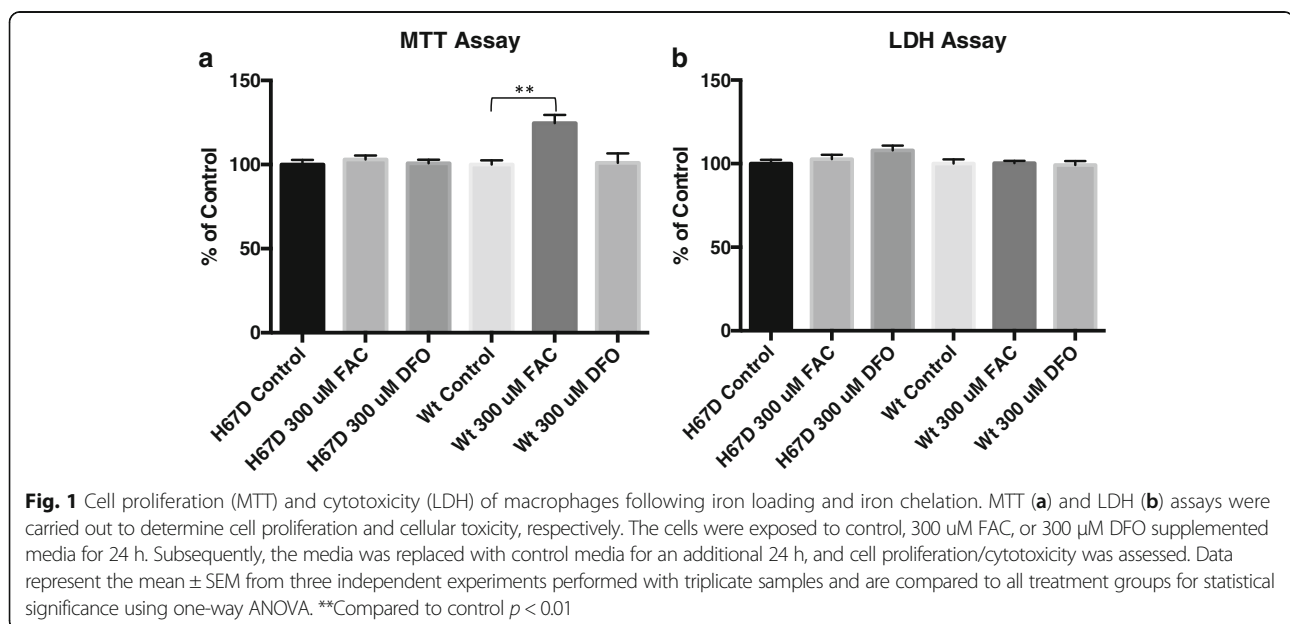 MTT Assay
LDH Assay
a
b
**
% of Control
150
100
50
0
H67D Control
H67D 300 uM FAC
H67D 300 uM DFO
Wt Control
Wt 300 uM FAC
Wt 300 uM DFO
% of Control
150
100
50
0
H67D Control
H67D 300 uM FAC
H67D 300 uM DFO
Wt Control
Wt 300 uM FAC
Wt 300 uM DFO
Fig. 1 Cell proliferation (MTT) and cytotoxicity (LDH) of macrophages following iron loading and iron chelation. MTT (a) and LDH (b) assays were
carried out to determine cell proliferation and cellular toxicity, respectively. The cells were exposed to control, 300 uM FAC, or 300 μM DFO supplemented
media for 24 h. Subsequently, the media was replaced with control media for an additional 24 h, and cell proliferation/cytotoxicity was assessed. Data
represent the mean ± SEM from three independent experiments performed with triplicate samples and are compared to all treatment groups for statistical
significance using one-way ANOVA. **Compared to control p < 0.01